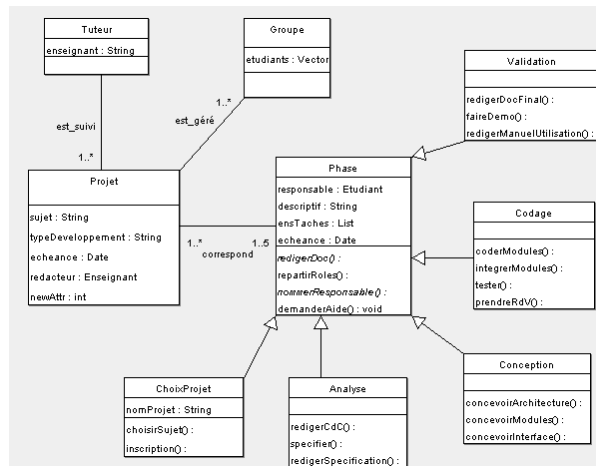 Tuteur
enseignant : String
Groupe
etudiants : Vector
Validation
redigerDocFinal() :
faireDemo() :
redigerManuelUtilisation() :
est_suivi
1..*
1..*
est_géré
Projet
sujet : String
typeDeveloppement : String
echeance : Date
redacteur : Enseignant
newAttr : int
1..*
1..5
correspond
Phase
responsable : Etudiant
descriptif : String
ensTaches : List
echeance : Date
redigerDoc() :
repartirRoles() :
nommerResponsable() :
demanderAide() : void
Codage
coderModules() :
integrerModules() :
tester() :
prendreRdV() :
ChoixProjet
nomProjet : String
choisirSujet() :
inscription() :
Analyse
redigerCdC() :
specifier() :
redigerSpecification() :
Conception
concevoirArchitecture() :
concevoirModules() :
concevoirInterface() :